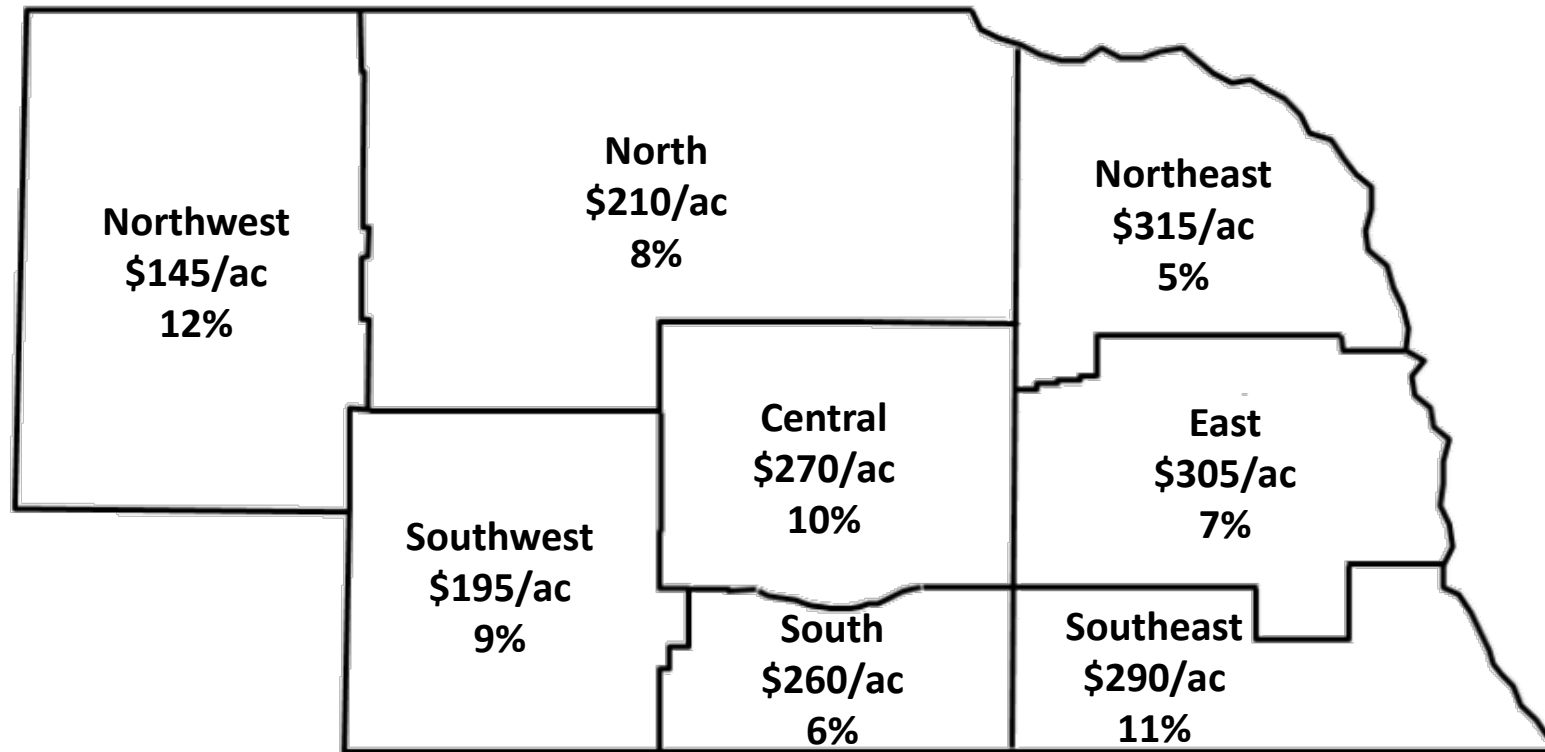 North
$210/ac
8%
Northeast
$315/ac
5%
Northwest
$145/ac
12%
Central
$270/ac
10%
East
$305/ac
7%
Southwest
$195/ac
9%
South
$260/ac
6%
Southeast
$290/ac
11%